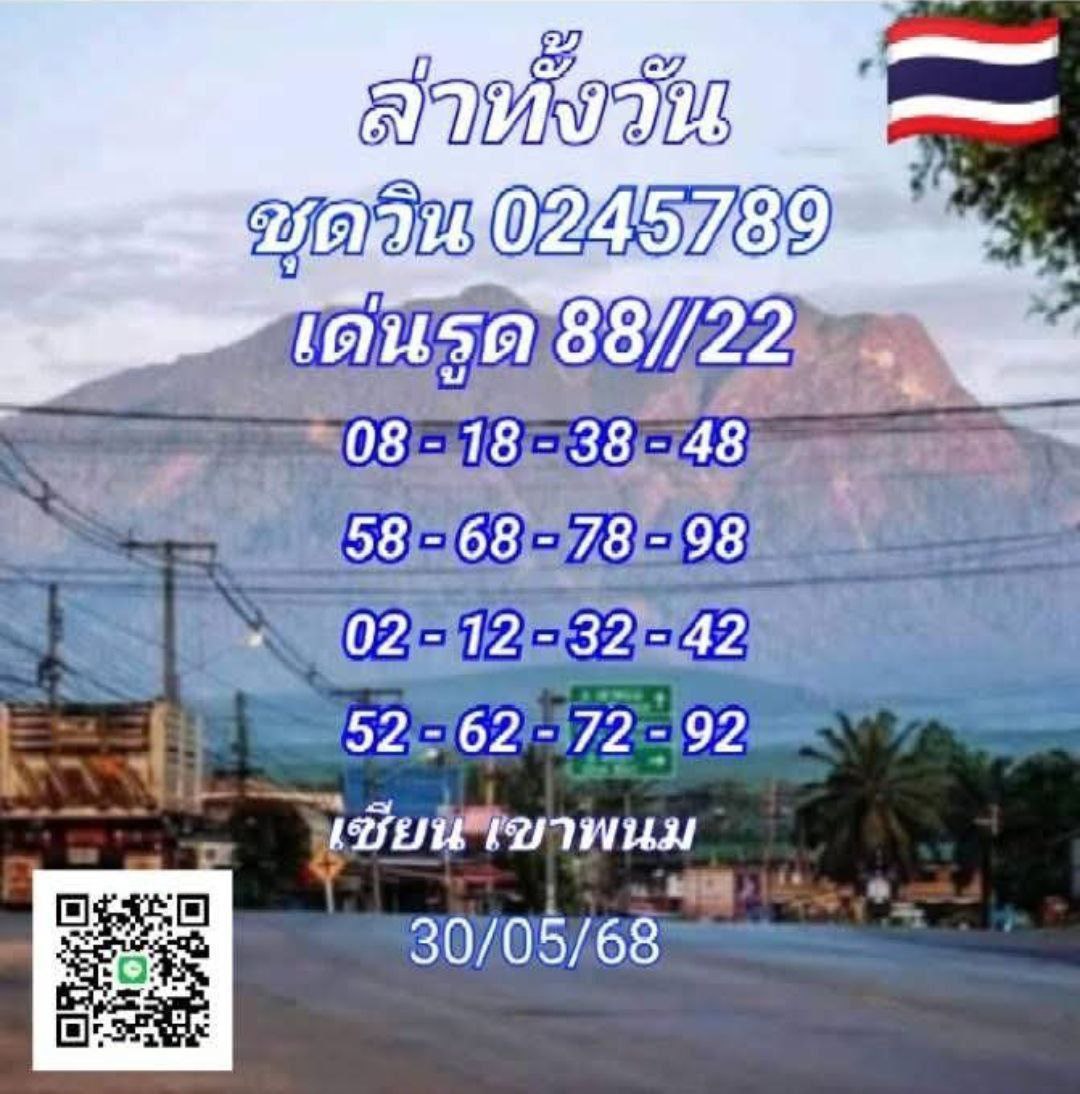 ล่าทั้งวัน
ชุดวิน 0245789
เด่นรูด 88//22
08 - 18 - 38 - 48
58 - 68 - 78 - 98
02 - 12 - 32 - 42
52 - 62 - 72 - 92
เซียน เขาพนม
30/05/68